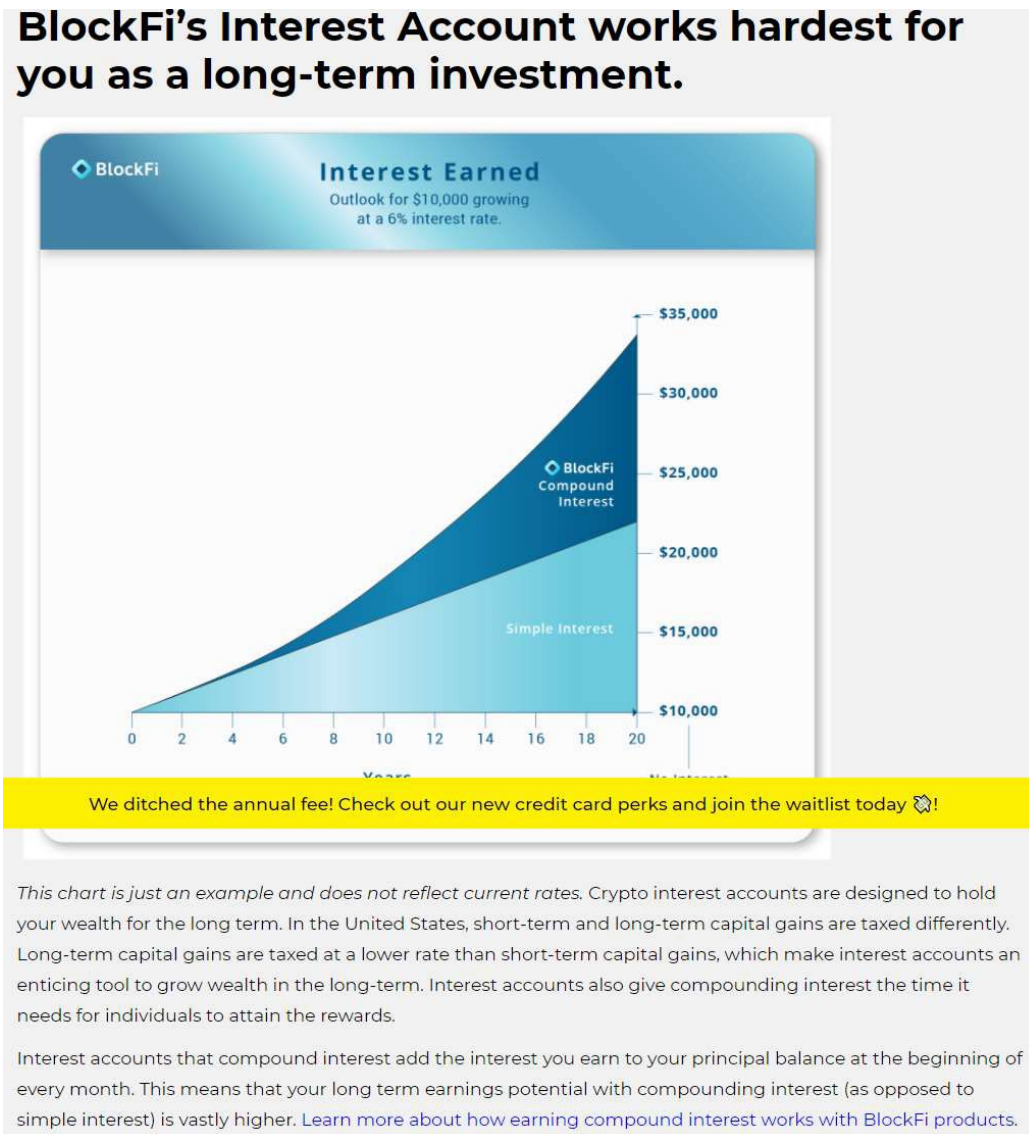 BlockFi’s Interest Account works hardest for
you as a long-term investment.
BlockFi
Interest Earned
Outlook for $10,000 growing
at a 6% interest rate.
$35,000
$30,000
BlockFi
Compound
Interest
$25,000
$20,000
Simple Interest
$15,000
$10,000
0 2 4 6 8 10 12 14 16 18 20
Years
No Interest
We ditched the annual fee! Check out our new credit card perks and join the waitlist today !
This chart is just an example and does not reflect current rates. Crypto interest accounts are designed to hold
your wealth for the long term. In the United States, short-term and long-term capital gains are taxed differently.
Long-term capital gains are taxed at a lower rate than short-term capital gains, which make interest accounts an
enticing tool to grow wealth in the long-term. Interest accounts also give compounding interest the time it
needs for individuals to attain the rewards.
Interest accounts that compound interest add the interest you earn to your principal balance at the beginning of
every month. This means that your long term earnings potential with compounding interest (as opposed to
simple interest) is vastly higher. Learn more about how earning compound interest works with BlockFi products.